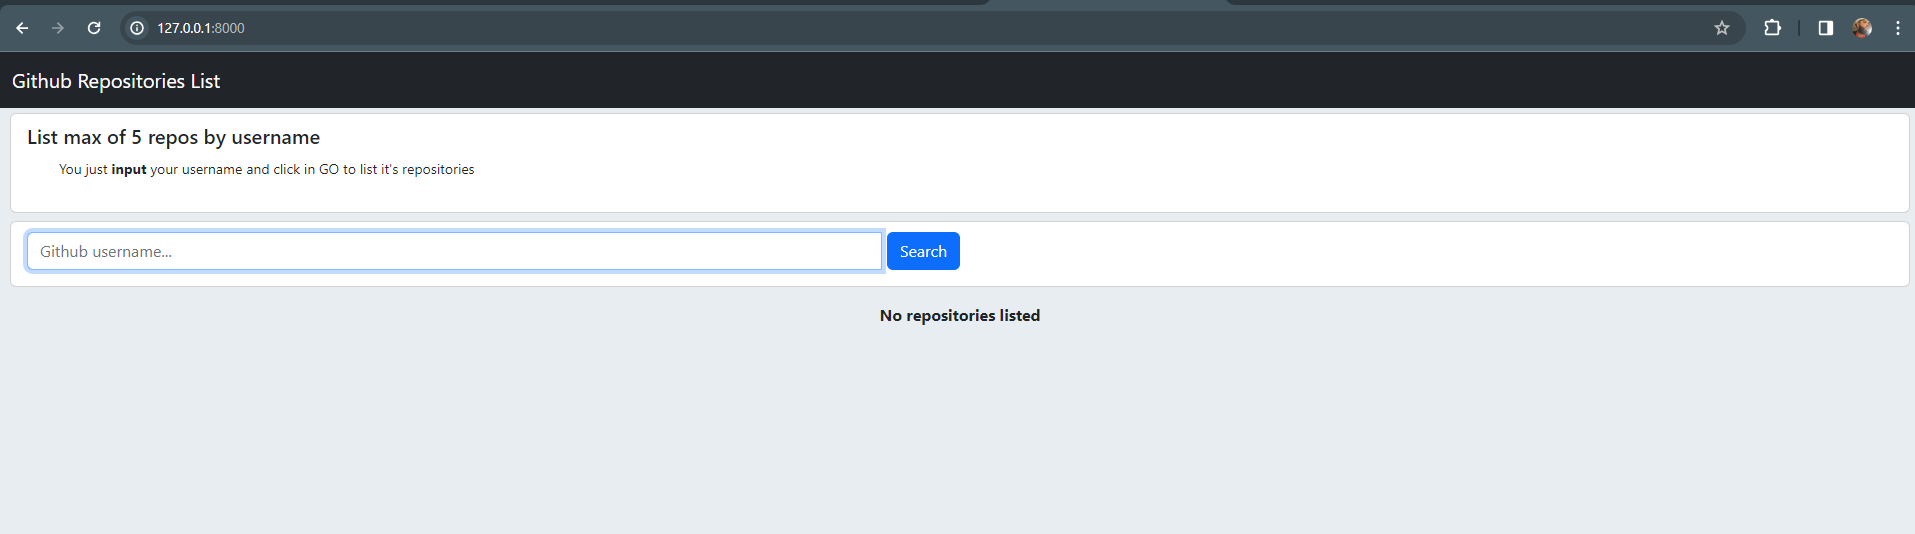 127.0.0.1:8000
Github Repositories List
List max of 5 repos by username
You just input your username and click in GO to list it's repositories
Github username...
Search
No repositories listed